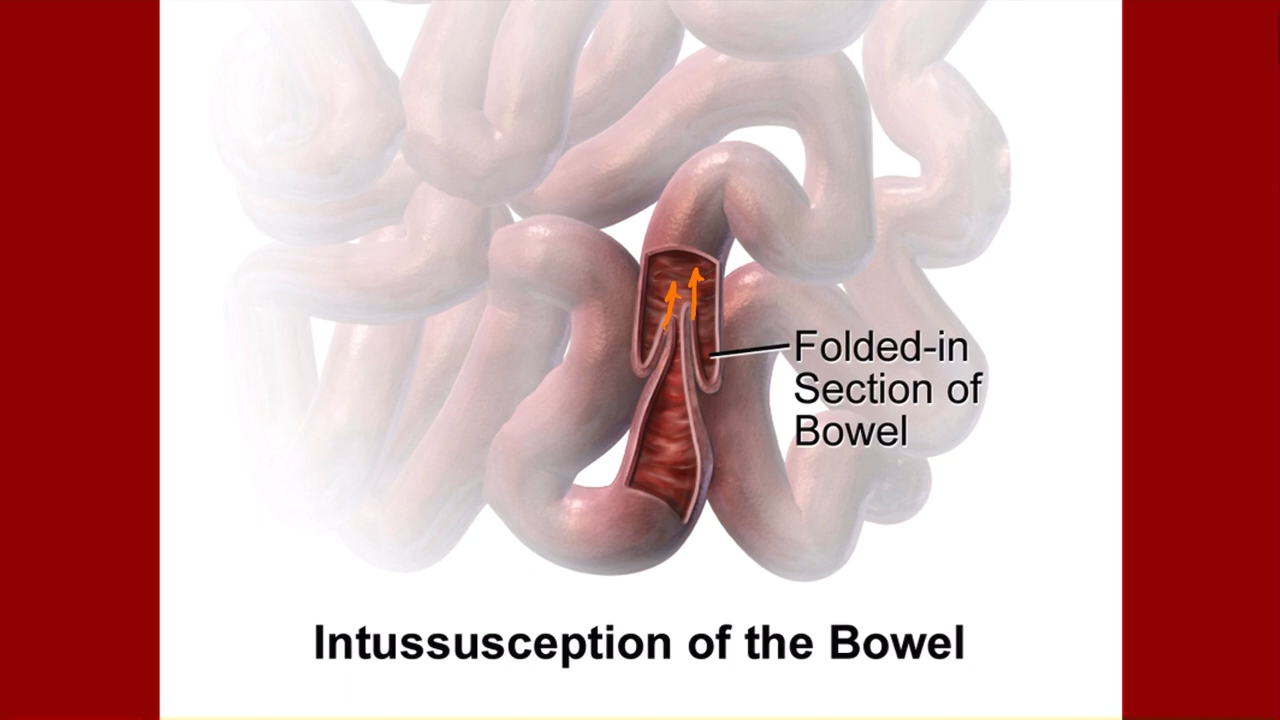 Folded-in
Section of
Bowel
Intussusception of the Bowel